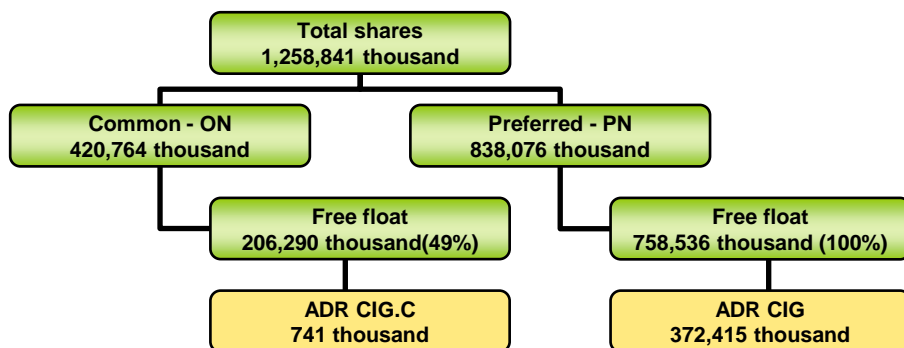 Total shares
1,258,841 thousand
Common - ON
420,764 thousand
Preferred - PN
838,076 thousand
Free float
206,290 thousand(49%)
Free float
758,536 thousand (100%)
ADR CIG.C
741 thousand
ADR CIG
372,415 thousand